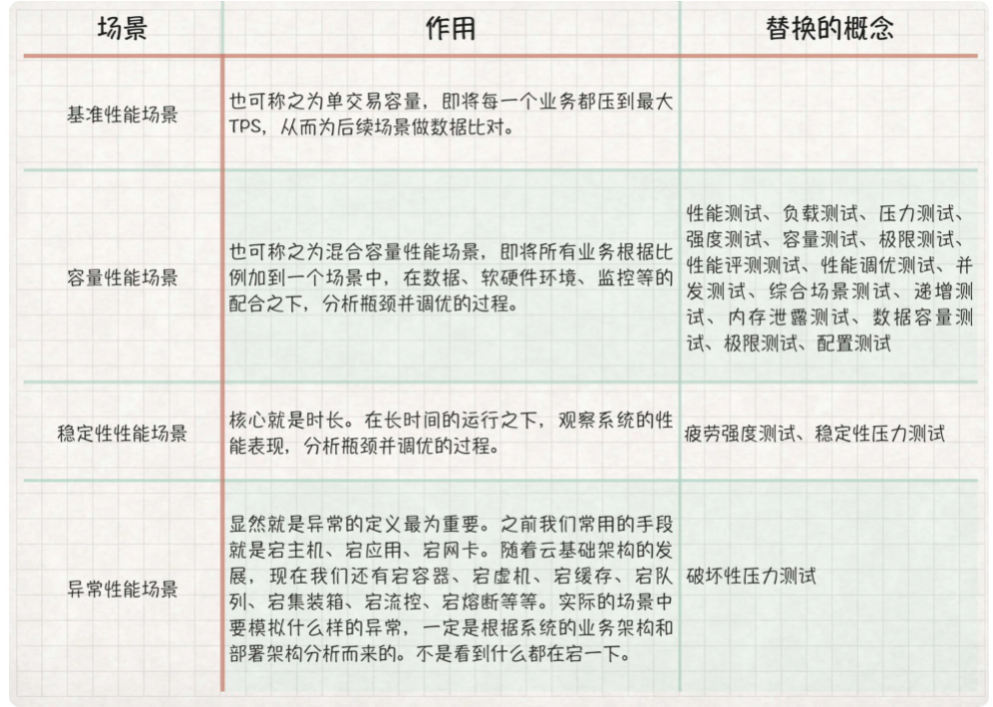 场景
作用
替换的概念
基准性能场景
也可称之为单交易容量，即将每一个业务都压到最大
TPS，从而为后续场景做数据比对。
容量性能场景
也可称之为混合容量性能场景，即将所有业务根据比
例加到一个场景中，在数据、软硬件环境、监控等的
配合之下，分析瓶颈并调优的过程。
性能测试、负载测试、压力测试、
强度测试、容量测试、极限测试、
性能评测测试、性能调优测试、并
发测试、综合场景测试、递增测
试、内存泄露测试、数据容量测
试、极限测试、配置测试
稳定性性能场景
核心就是时长。在长时间的运行之下，观察系统的性
能表现，分析瓶颈并调优的过程。
疲劳强度测试、稳定性压力测试
异常性能场景
显然就是异常的定义最为重要。之前我们常用的手段
就是宕主机、宕应用、宕网卡。随着云基础架构的发
展，现在我们还有宕容器、宕虚机、宕缓存、宕队
列、宕集装箱、宕流控、宕熔断等等。实际的场景中
要模拟什么样的异常，一定是根据系统的业务架构和
部署架构分析而来的。不是看到什么都在宕一下。
破坏性压力测试